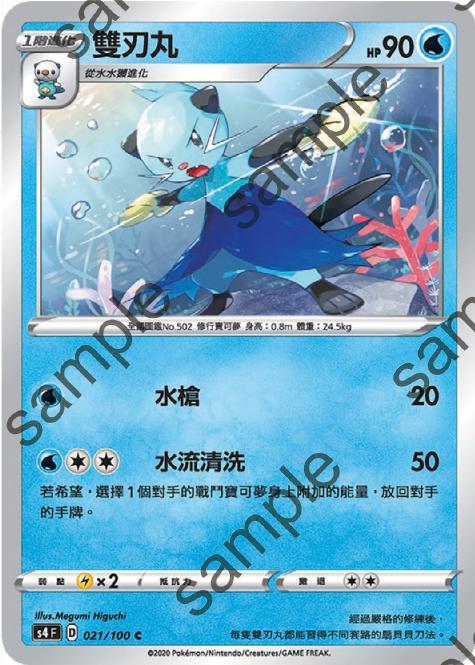 1階進化 雙刃丸 HP 90
從水水獺進化
全國圖鑑No.502 修行寶可夢 身高:0.8m 體重:24.5kg
水槍 20
水流清洗 50
若希望,選擇1個對手的戰鬥寶可夢身上附加的能量,放回對手
的手牌。
弱點 ×2 抵抗力 撤退
Illus.Megumi Higuchi
s4 F D 021/100 C
經過嚴格的修練後,
每隻雙刃丸都能習得不同套路的扇貝貝刀法。
©2020 Pokémon/Nintendo/Creatures/GAME FREAK.
sample
sample
sample
sample
sample
sample
sample